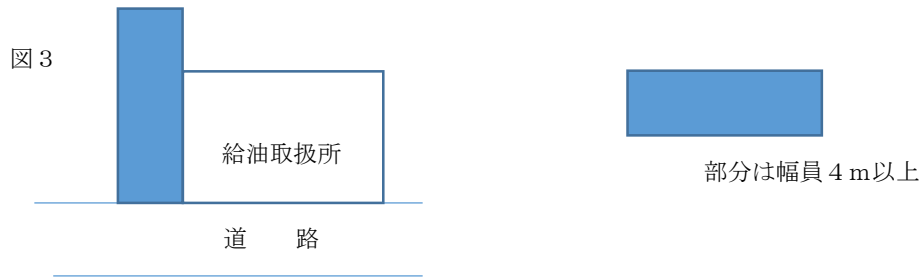 図３
給油取扱所
部分は幅員４ｍ以上
道　　路